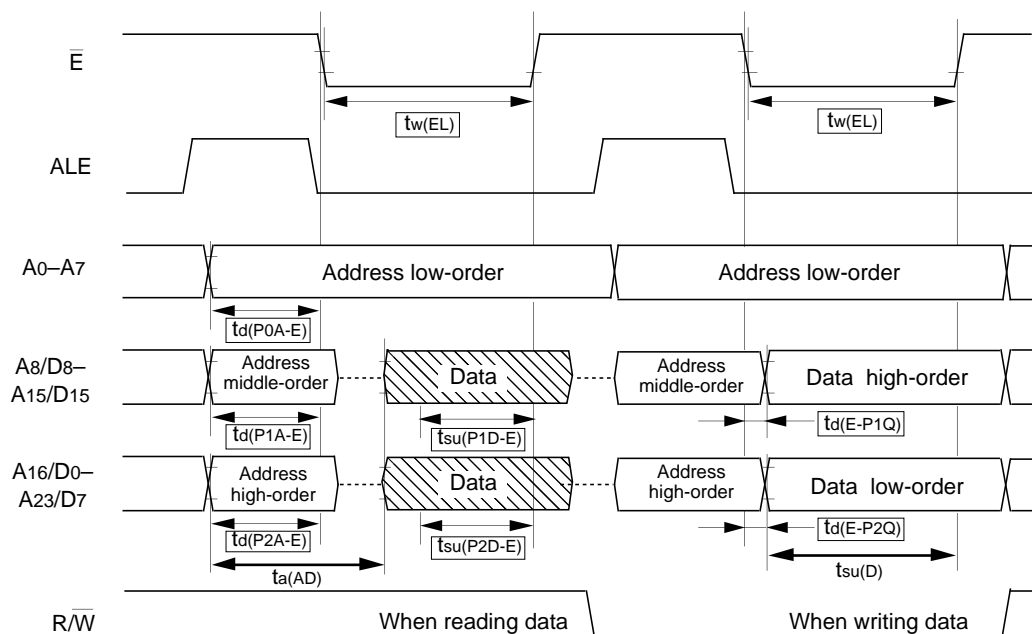 E
tw(EL) tw(EL)
ALE
A0–A7 Address low-order Address low-order
td(P0A-E)
A8/D8–
A15/D15
Address
middle-order
Data
Address
middle-order
Data high-order
td(P1A-E) tsu(P1D-E) td(E-P1Q)
A16/D0–
A23/D7
Address
high-order
Data
Address
high-order
Data low-order
td(P2A-E) tsu(P2D-E) td(E-P2Q)
ta(AD) tsu(D)
R/W When reading data When writing data